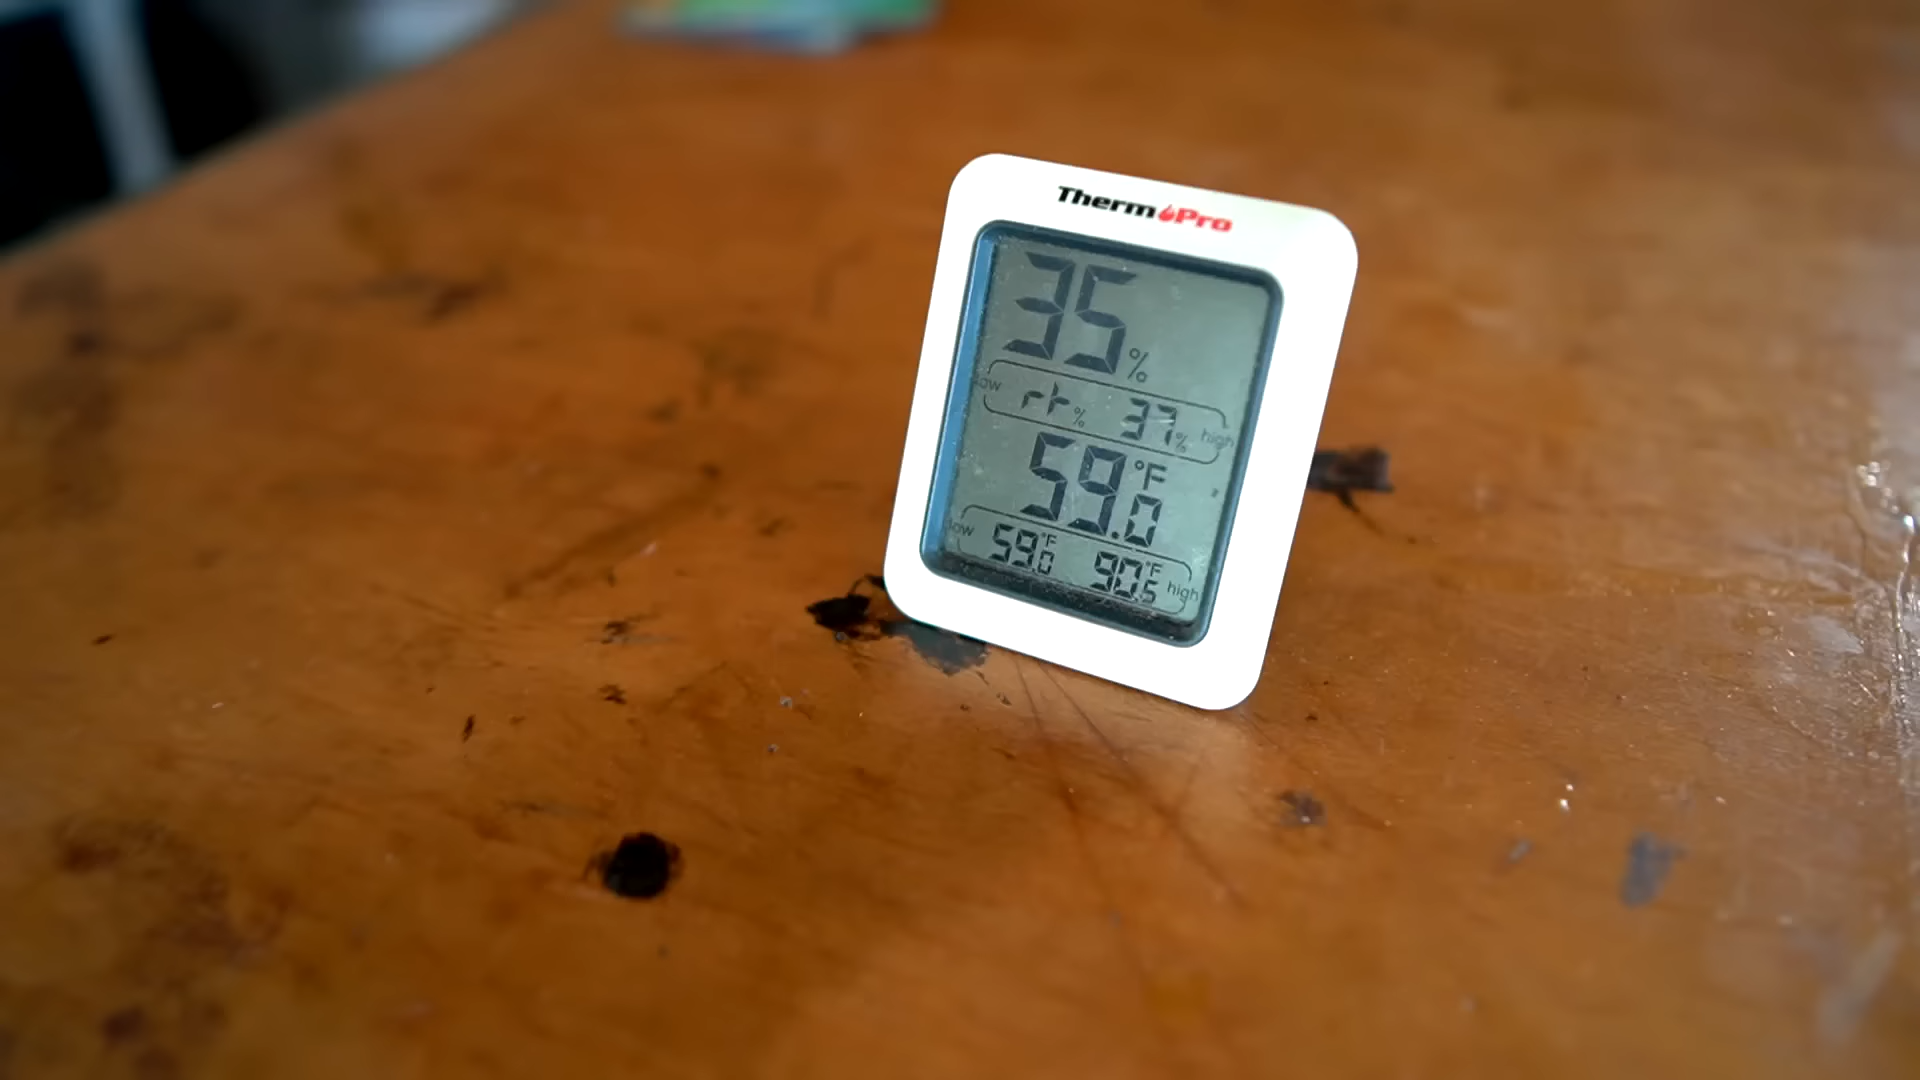 ThermoPro
35%
low % 37% high
59.0°F
low 59.0°F 90.5°F high